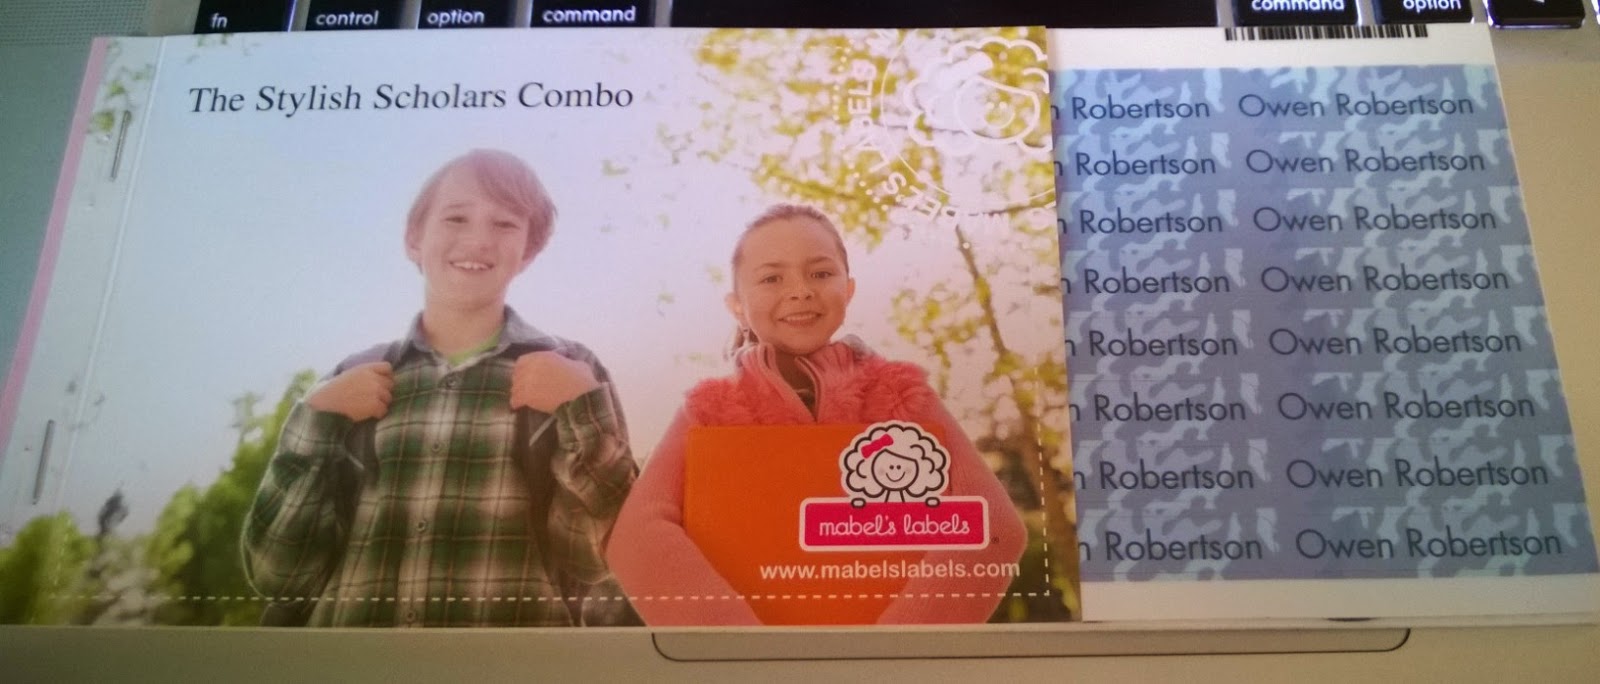 fn control option command command option
The Stylish Scholars Combo
MABEL'S LABELS
mabel's labels
www.mabelslabels.com
n Robertson Owen Robertson
n Robertson Owen Robertson
n Robertson Owen Robertson
n Robertson Owen Robertson
n Robertson Owen Robertson
n Robertson Owen Robertson
n Robertson Owen Robertson
n Robertson Owen Robertson